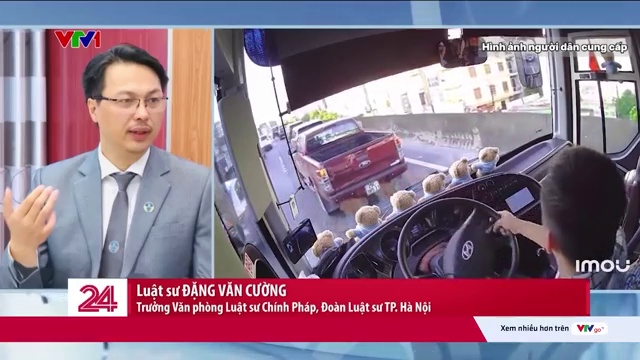 VTV1
Hình ảnh người dân cung cấp
imou
24
Luật sư ĐẶNG VĂN CƯỜNG
Trưởng Văn phòng Luật sư Chính Pháp, Đoàn Luật sư TP. Hà Nội
Xem nhiều hơn trên
VTVgo